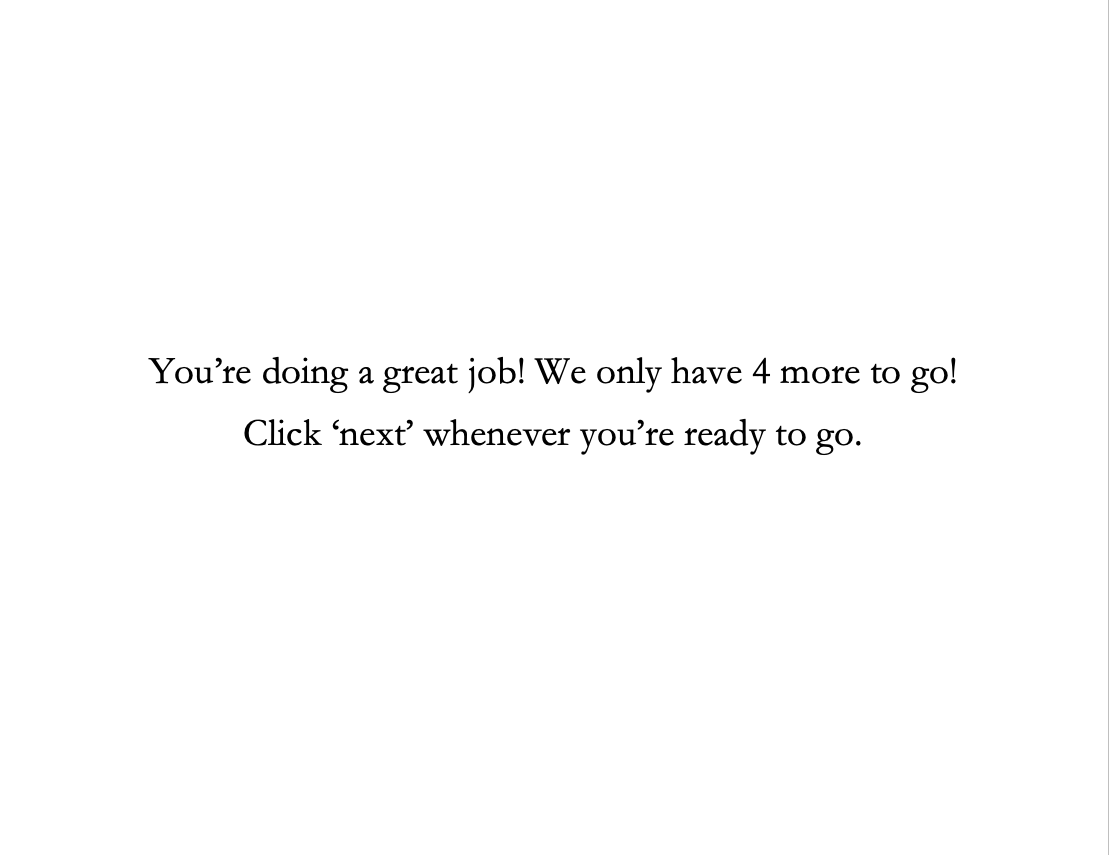 You’re doing a great job! We only have 4 more to go!
Click ‘next’ whenever you’re ready to go.